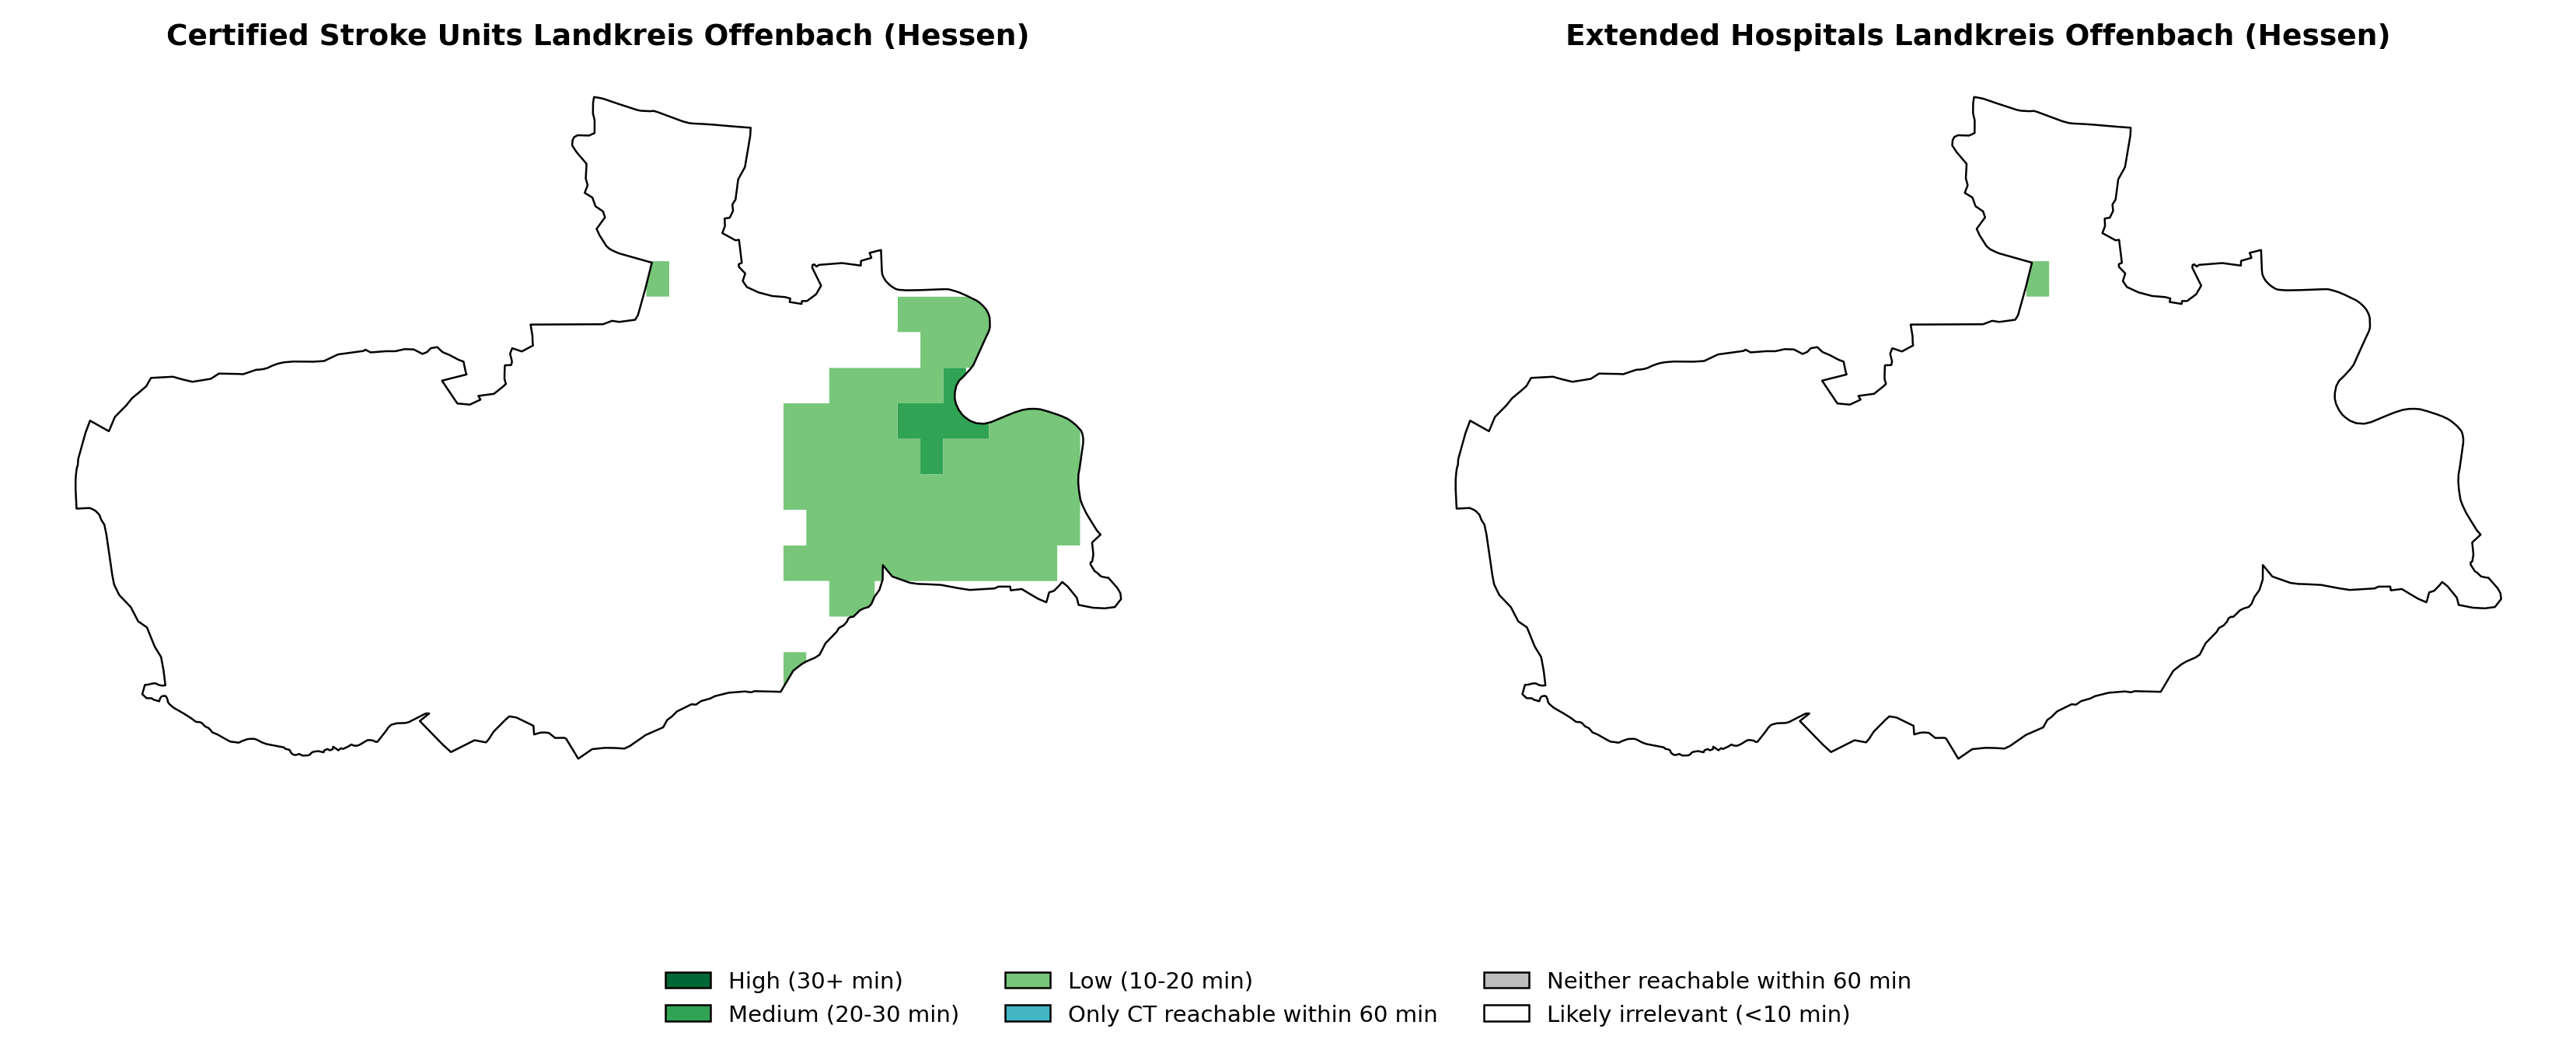 Certified Stroke Units Landkreis Offenbach (Hessen)
Extended Hospitals Landkreis Offenbach (Hessen)
High (30+ min)
Medium (20-30 min)
Low (10-20 min)
Only CT reachable within 60 min
Neither reachable within 60 min
Likely irrelevant (<10 min)